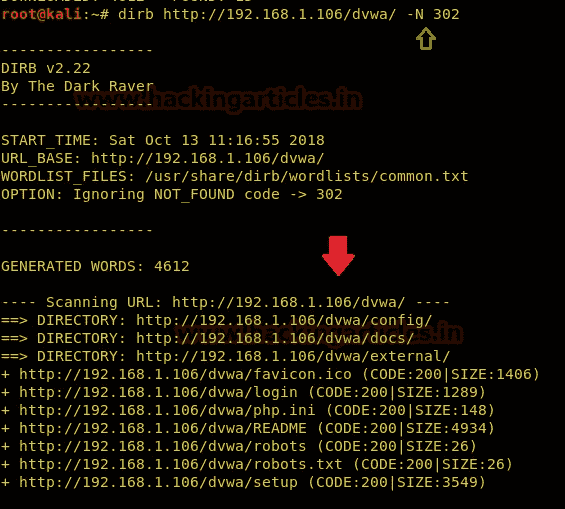 root@kali:~# dirb http://192.168.1.106/dvwa/ -N 302
-----------------
DIRB v2.22
By The Dark Raver
-----------------
www.hackingarticles.in
START_TIME: Sat Oct 13 11:16:55 2018
URL_BASE: http://192.168.1.106/dvwa/
WORDLIST_FILES: /usr/share/dirb/wordlists/common.txt
OPTION: Ignoring NOT_FOUND code -> 302
-----------------
GENERATED WORDS: 4612
---- Scanning URL: http://192.168.1.106/dvwa/ ----
==> DIRECTORY: http://192.168.1.106/dvwa/config/
==> DIRECTORY: http://192.168.1.106/dvwa/docs/
==> DIRECTORY: http://192.168.1.106/dvwa/external/
+ http://192.168.1.106/dvwa/favicon.ico (CODE:200|SIZE:1406)
+ http://192.168.1.106/dvwa/login (CODE:200|SIZE:1289)
+ http://192.168.1.106/dvwa/php.ini (CODE:200|SIZE:148)
+ http://192.168.1.106/dvwa/README (CODE:200|SIZE:4934)
+ http://192.168.1.106/dvwa/robots (CODE:200|SIZE:26)
+ http://192.168.1.106/dvwa/robots.txt (CODE:200|SIZE:26)
+ http://192.168.1.106/dvwa/setup (CODE:200|SIZE:3549)